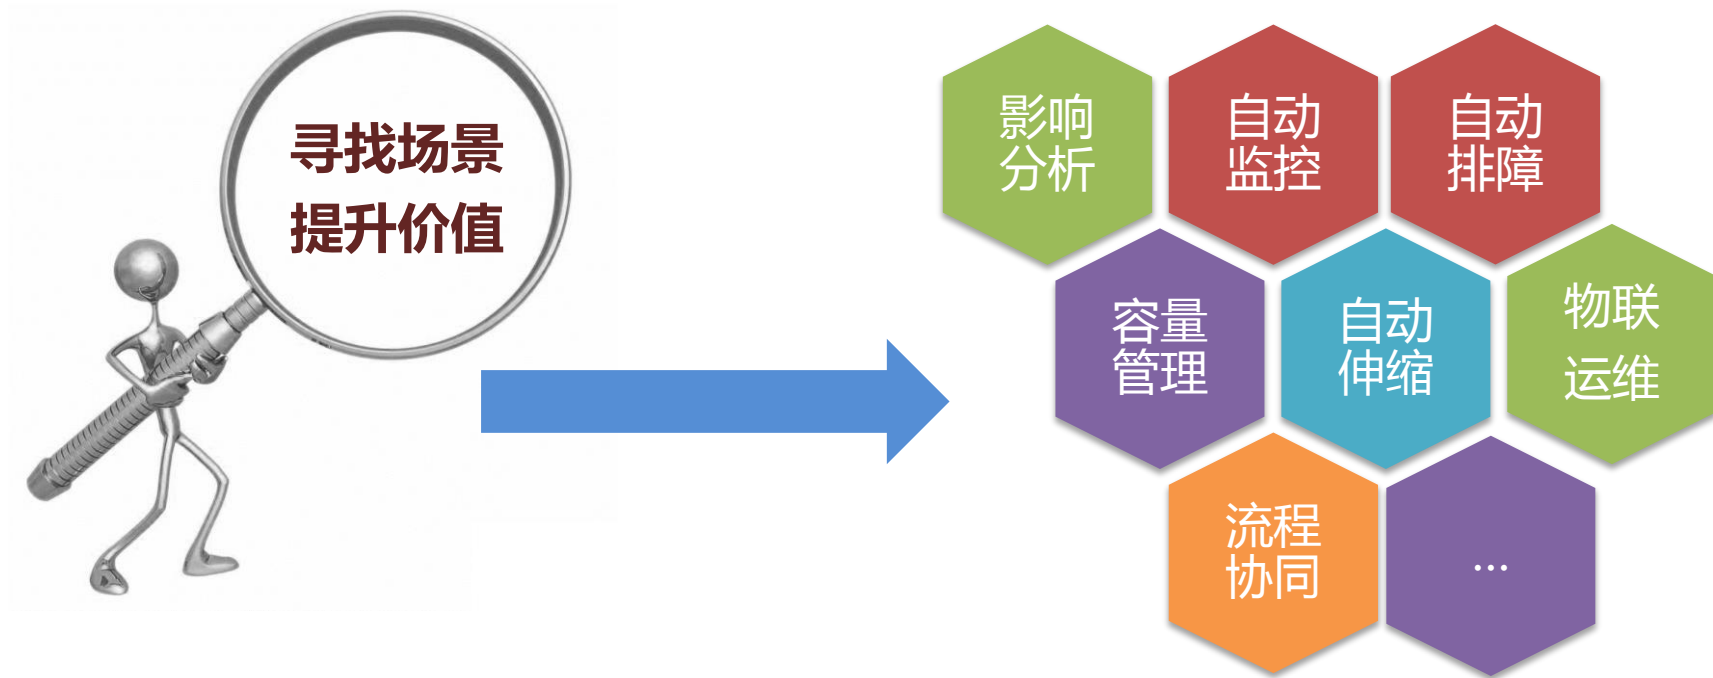 寻找场景
提升价值
影响
分析
自动
监控
自动
排障
容量
管理
自动
伸缩
物联
运维
流程
协同
...